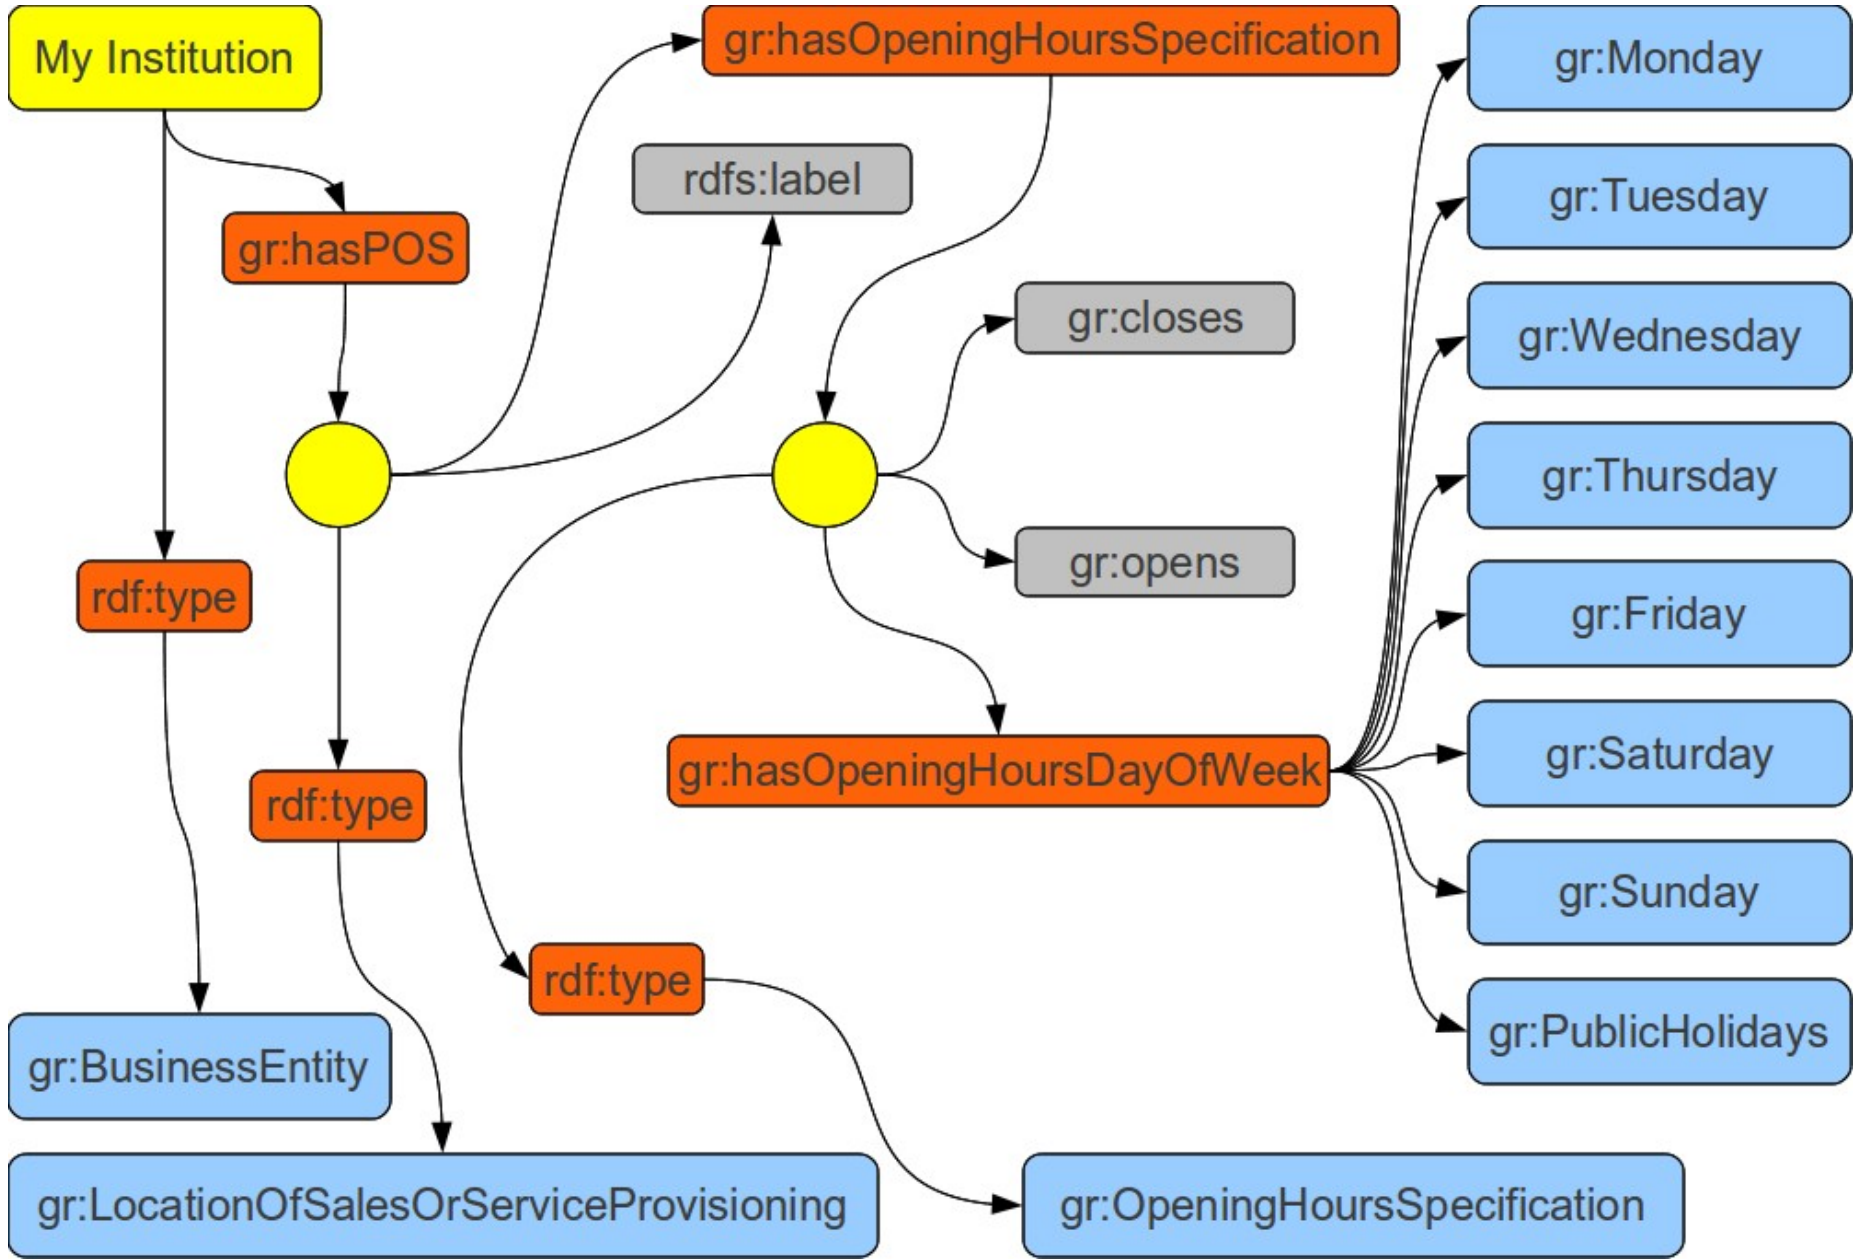 My Institution
gr:hasOpeningHoursSpecification
gr:Monday
rdfs:label
gr:Tuesday
gr:hasPOS
gr:closes
gr:Wednesday
gr:Thursday
gr:opens
rdf:type
gr:Friday
gr:hasOpeningHoursDayOfWeek
gr:Saturday
rdf:type
gr:Sunday
rdf:type
gr:PublicHolidays
gr:BusinessEntity
gr:LocationOfSalesOrServiceProvisioning
gr:OpeningHoursSpecification